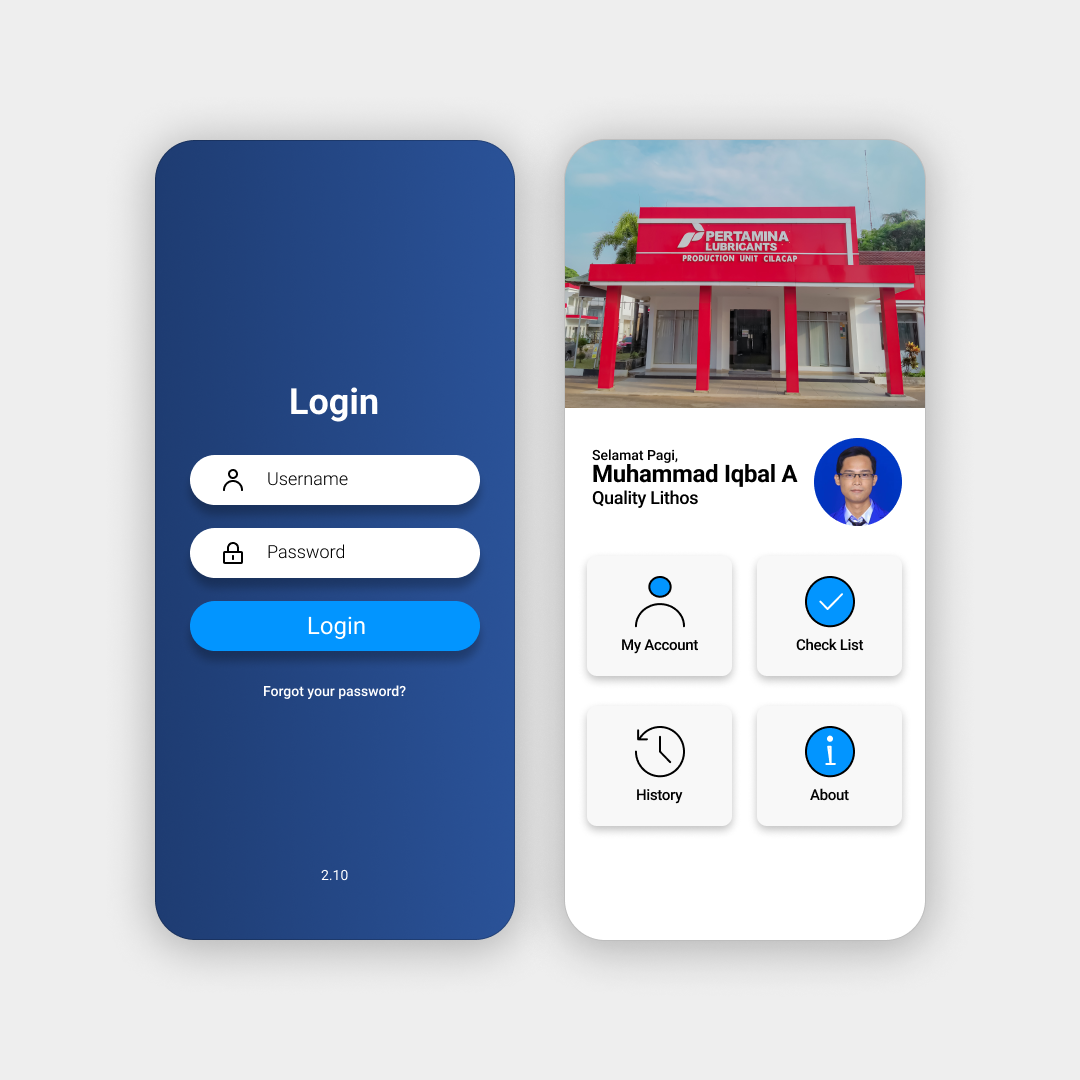 Login
Username
Password
Login
Forgot your password?
2.10
PERTAMINA
LUBRICANTS
PRODUCTION UNIT CILACAP
Selamat Pagi,
Muhammad Iqbal A
Quality Lithos
My Account
Check List
History
About